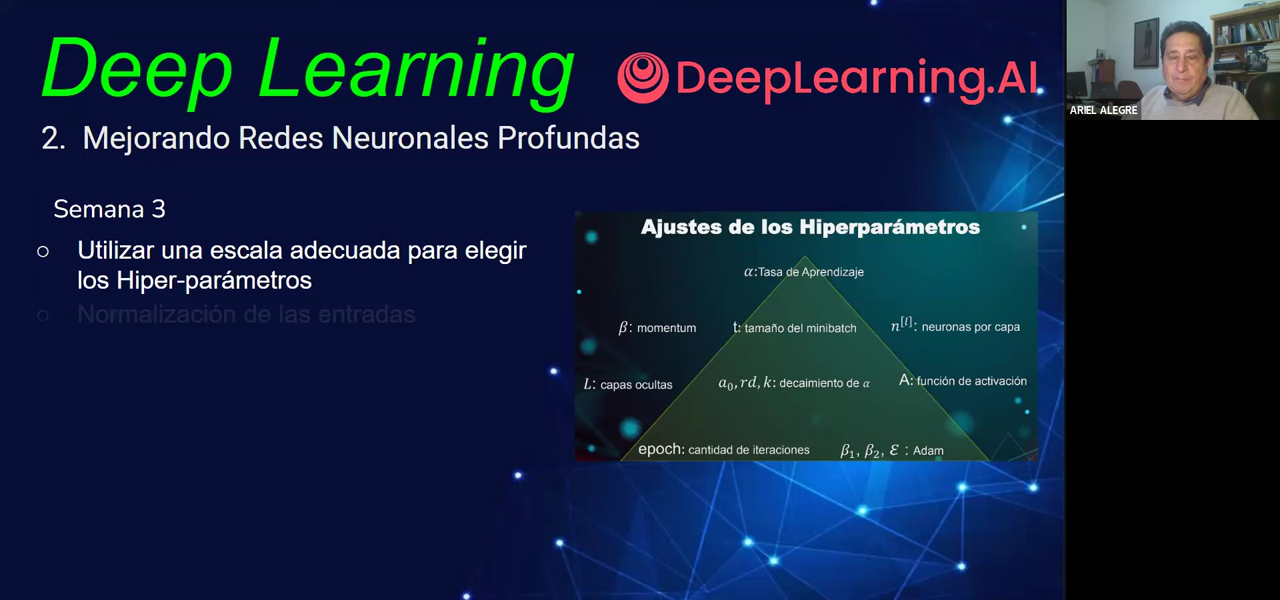 Deep Learning
DeepLearning.AI
2. Mejorando Redes Neuronales Profundas
ARIEL ALEGRE
Semana 3
○ Utilizar una escala adecuada para elegir
los Hiper-parámetros
○ Normalización de las entradas
Ajustes de los Hiperparámetros
α:Tasa de Aprendizaje
β: momentum t: tamaño del minibatch n^[l]: neuronas por capa
L: capas ocultas a₀, rd, k: decaimiento de α A: función de activación
epoch: cantidad de iteraciones β₁, β₂, ℰ : Adam